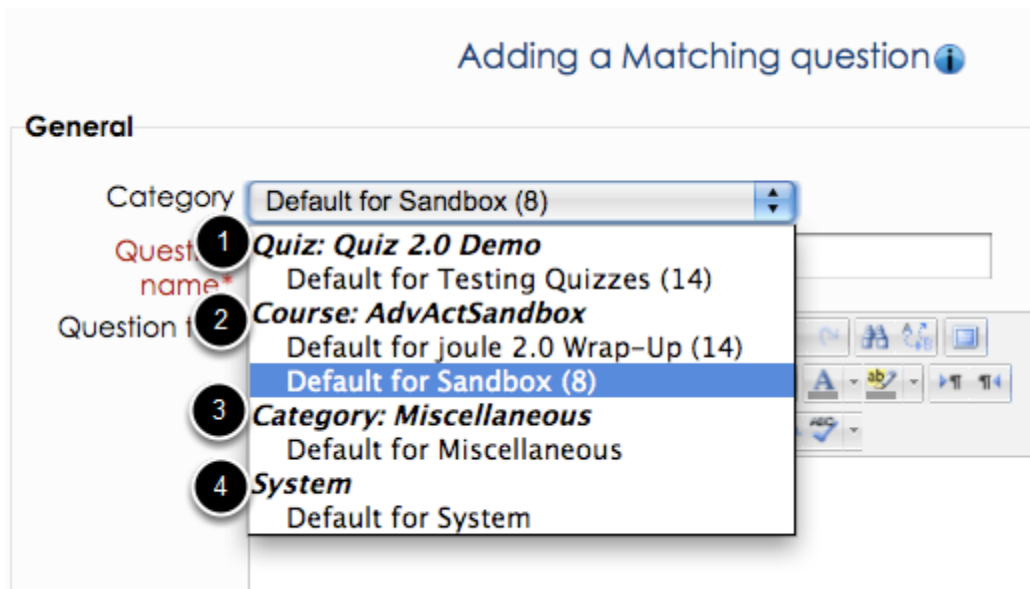 Adding a Matching question
General
Category Default for Sandbox (8)
1 Quiz: Quiz 2.0 Demo
name*
Default for Testing Quizzes (14)
Question
2 Course: AdvActSandbox
Default for joule 2.0 Wrap-Up (14)
Default for Sandbox (8)
3 Category: Miscellaneous
Default for Miscellaneous
4 System
Default for System